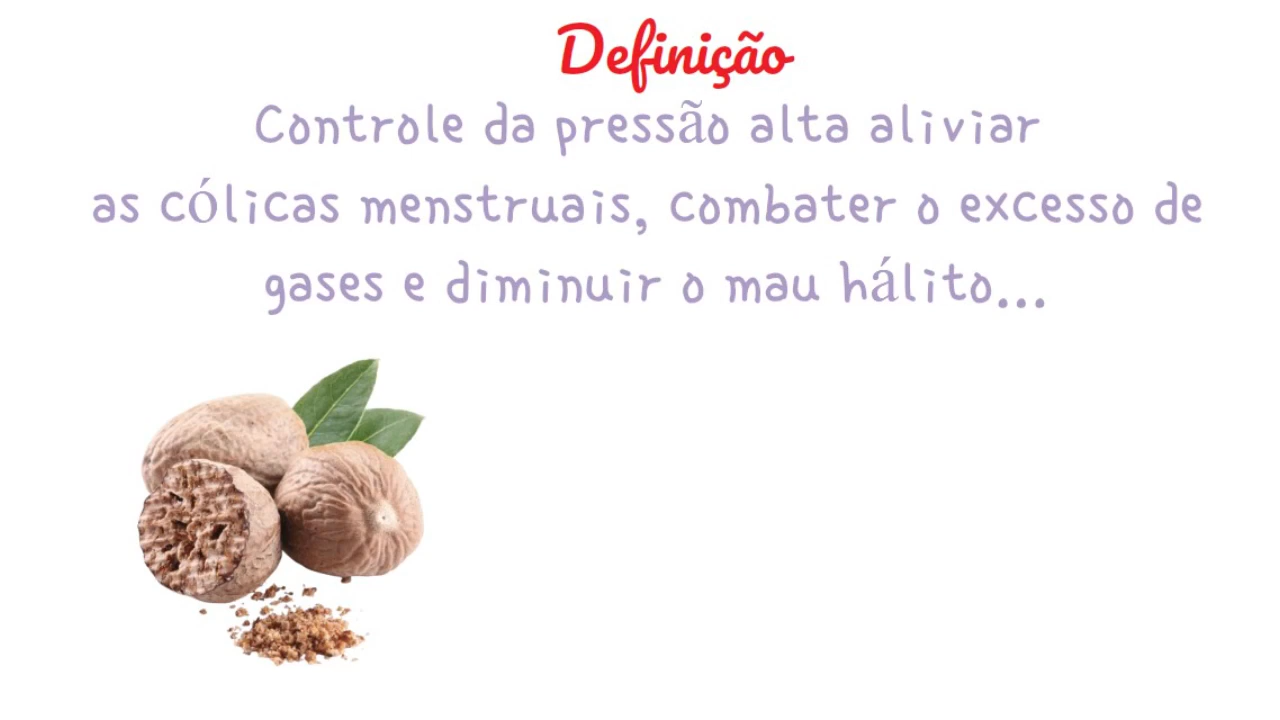 Definição
Controle da pressão alta aliviar
as cólicas menstruais, combater o excesso de
gases e diminuir o mau hálito...